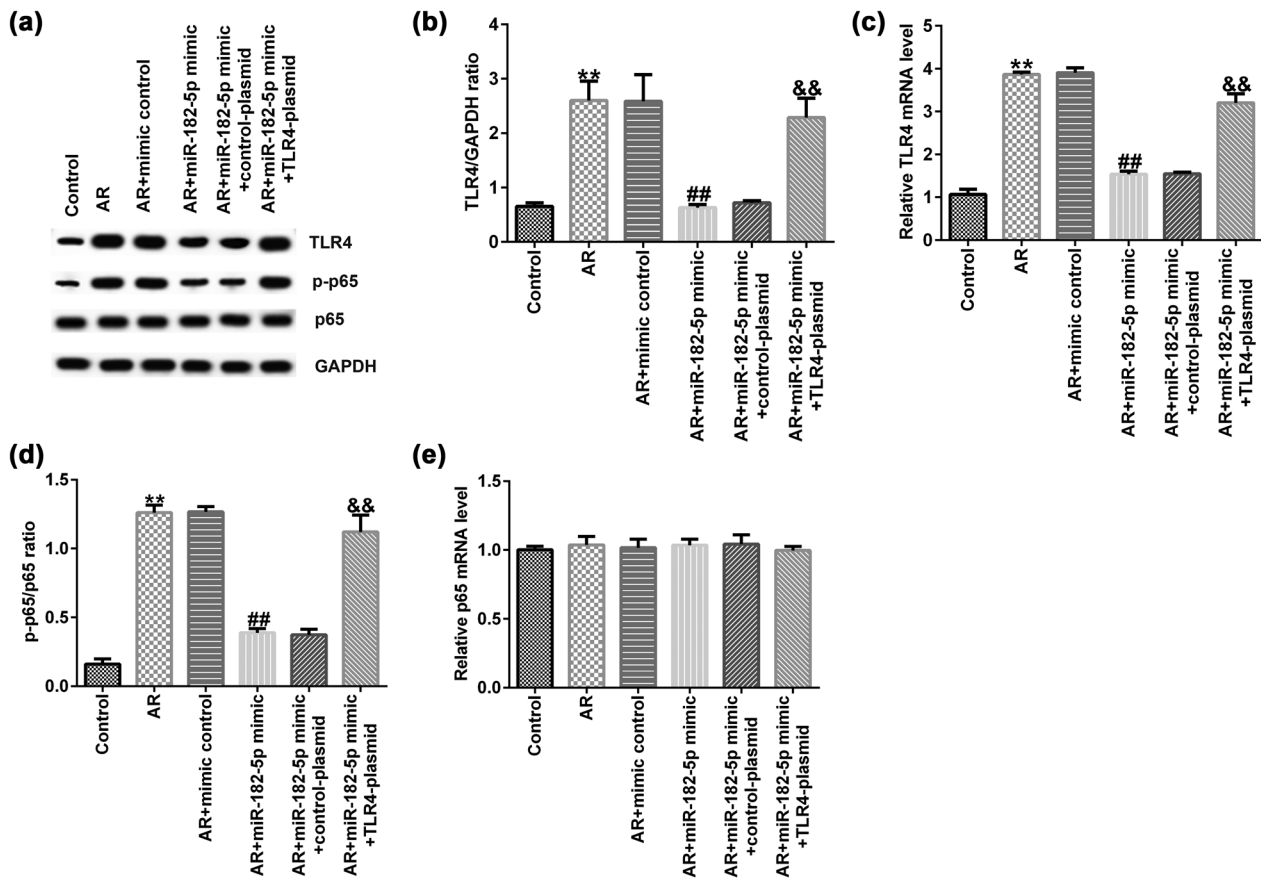 (a)
Control
AR
AR+mimic control
AR+miR-182-5p mimic
AR+miR-182-5p mimic
+control-plasmid
AR+miR-182-5p mimic
+TLR4-plasmid
TLR4
p-p65
p65
GAPDH
(b)
TLR4/GAPDH ratio
4
3
2
1
0
**
##
&&
Control
AR
AR+mimic control
AR+miR-182-5p mimic
AR+miR-182-5p mimic
+control-plasmid
AR+miR-182-5p mimic
+TLR4-plasmid
(c)
Relative TLR4 mRNA level
5
4
3
2
1
0
**
##
&&
Control
AR
AR+mimic control
AR+miR-182-5p mimic
AR+miR-182-5p mimic
+control-plasmid
AR+miR-182-5p mimic
+TLR4-plasmid
(d)
p-p65/p65 ratio
1.5
1.0
0.5
0.0
**
##
&&
Control
AR
AR+mimic control
AR+miR-182-5p mimic
AR+miR-182-5p mimic
+control-plasmid
AR+miR-182-5p mimic
+TLR4-plasmid
(e)
Relative p65 mRNA level
1.5
1.0
0.5
0.0
Control
AR
AR+mimic control
AR+miR-182-5p mimic
AR+miR-182-5p mimic
+control-plasmid
AR+miR-182-5p mimic
+TLR4-plasmid